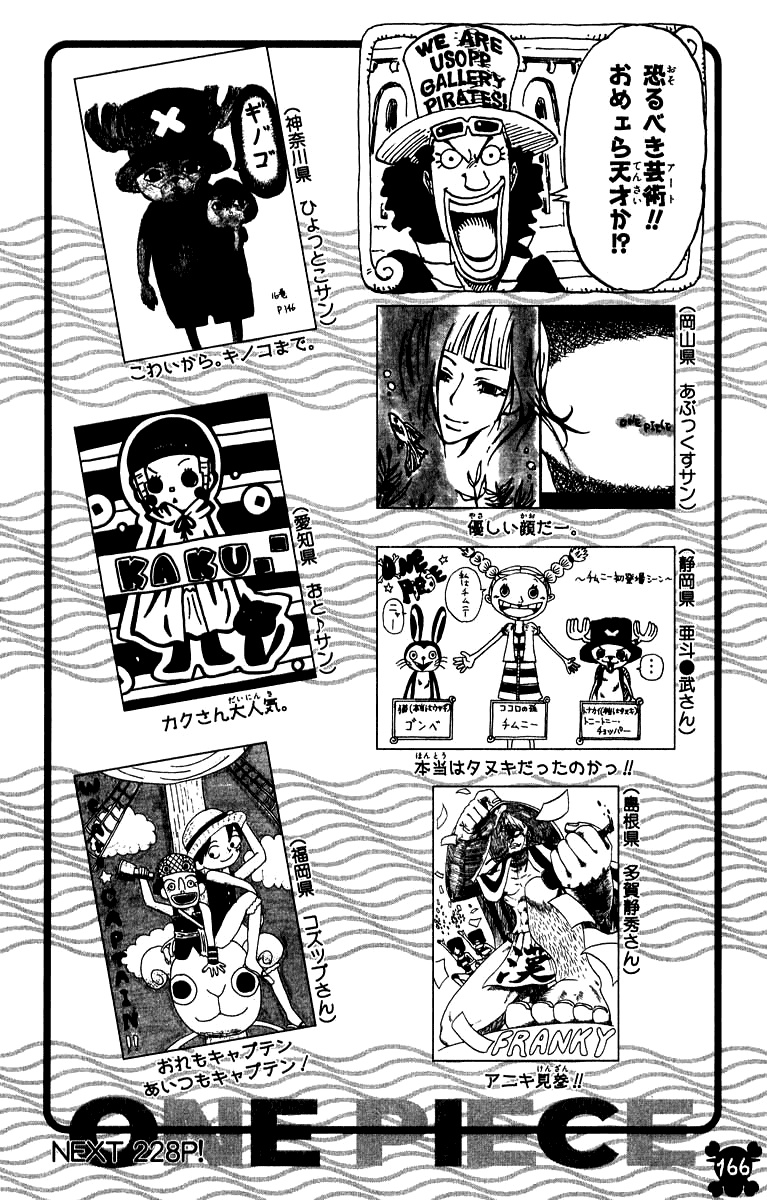 WE ARE
USOPP
GALLERY
PIRATES!
恐るべき芸術!!
おめェら天才か!?
ギノゴ
16巻
P146
(神奈川県 ひょっとこサン)
こわいから。キノコまで。
ONE PIECE
(岡山県 あぶっくすサン)
優しい顔だー。
KAKU.
(愛知県 おと♪サン)
カクさん大人気。
ONE PIECE
~チムニー初登場シーン~
私はチムニー
ニャー
・・・
ゴンベ
ココロの孫
チムニー
トニートニー・
チョッパー
(静岡県 亜斗●武さん)
本当はタヌキだったのかっ!!
CAPTAIN!!
(福岡県 コズップさん)
おれもキャプテン
あいつもキャプテン!
漢
FRANKY
(島根県 多賀静秀さん)
アニキ見参!!
ONE PIECE
NEXT 228P!
166